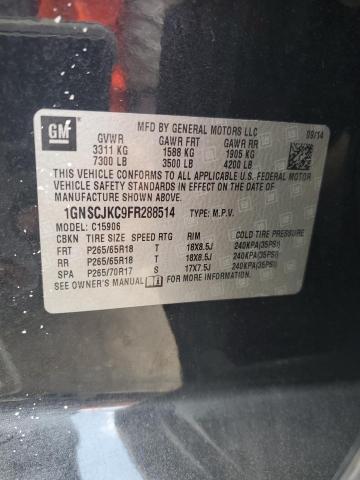 GM
MFD BY GENERAL MOTORS LLC 09/14
GVWR GAWR FRT GAWR RR
3311 KG 1588 KG 1905 KG
7300 LB 3500 LB 4200 LB
THIS VEHICLE CONFORMS TO ALL APPLICABLE U.S. FEDERAL MOTOR
VEHICLE SAFETY STANDARDS IN EFFECT ON THE DATE OF
MANUFACTURE SHOWN ABOVE.
1GNSCJKC9FR288514 TYPE: M.P.V.
MODEL: C15906
CBKN TIRE SIZE SPEED RTG RIM COLD TIRE PRESSURE
FRT P265/65R18 T 18X8.5J 240KPA(35PSI)
RR P265/65R18 T 18X8.5J 240KPA(35PSI)
SPA P265/70R17 S 17X7.5J 240KPA(35PSI)
SEE OWNER'S MANUAL FOR MORE INFORMATION.